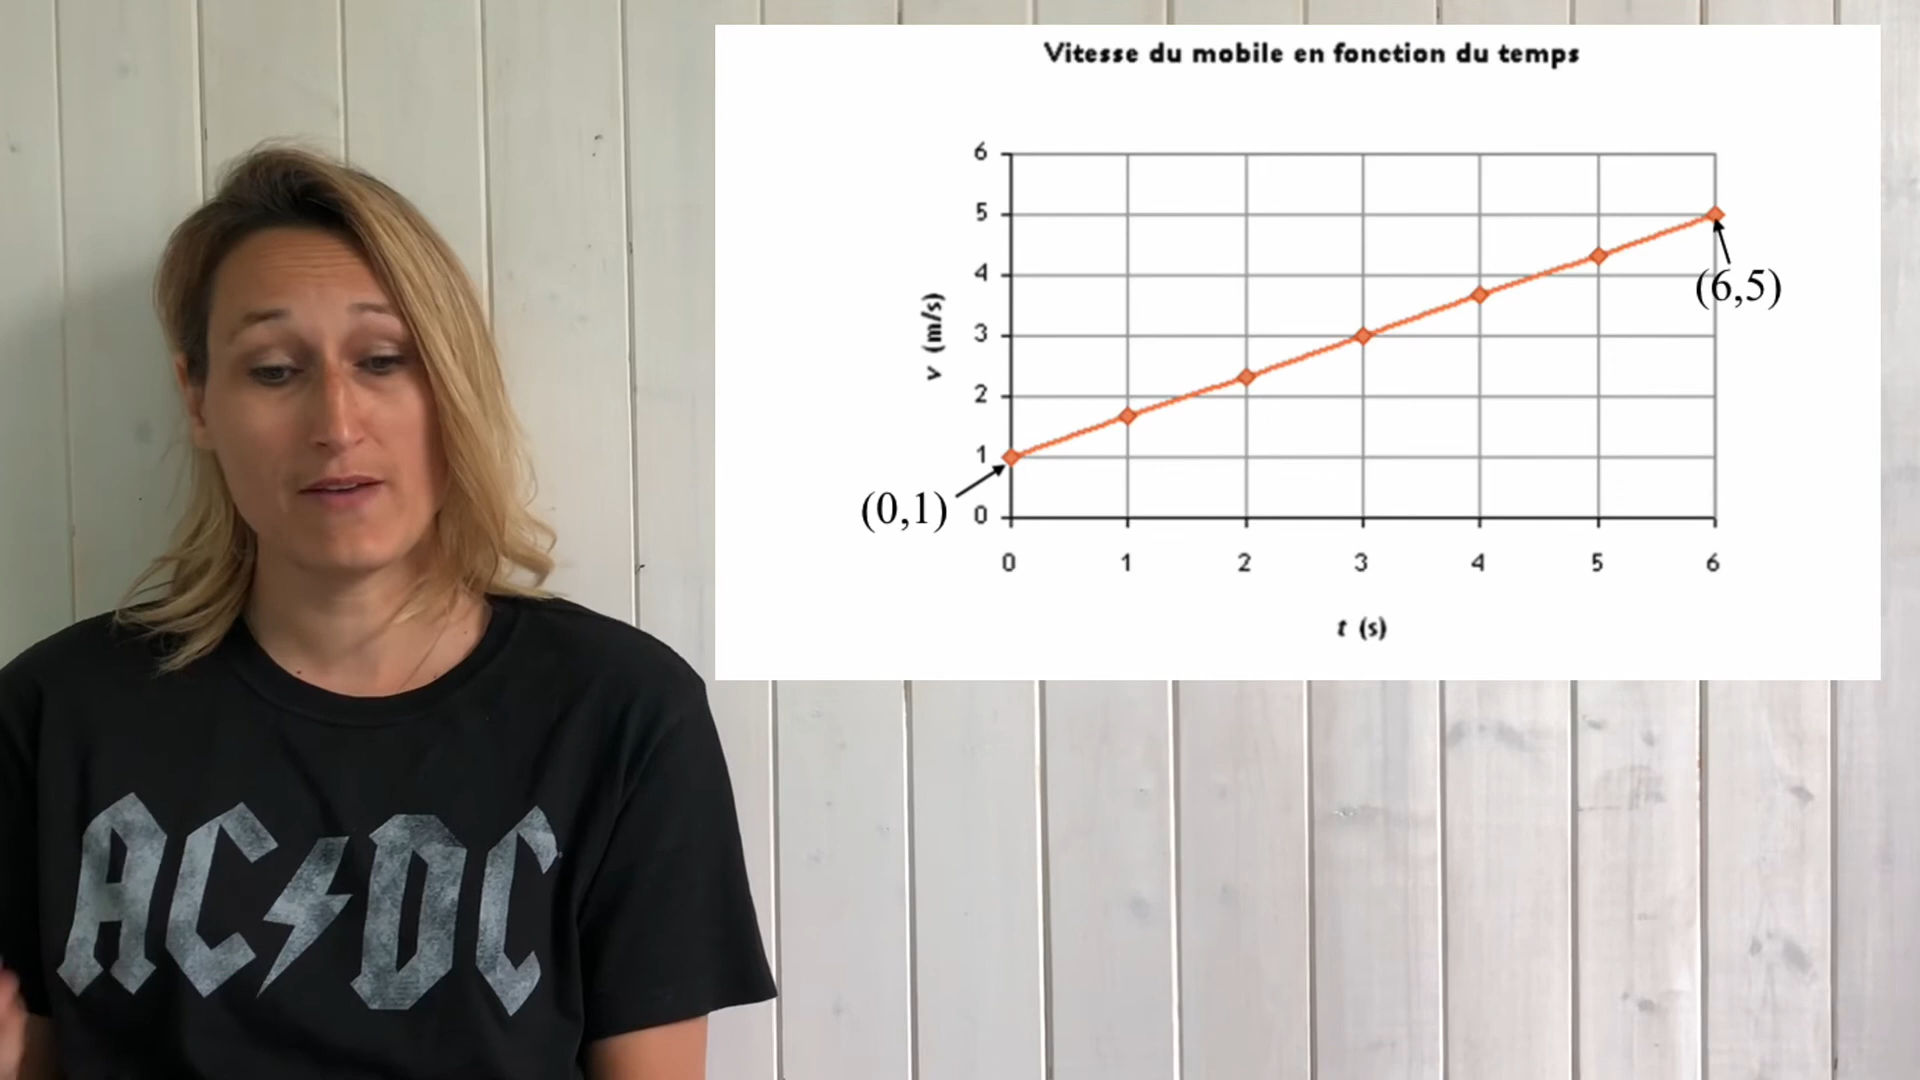 Vitesse du mobile en fonction du temps
6
5
4
3
2
1
0
v (m/s)
(6,5)
(0,1)
0 1 2 3 4 5 6
t (s)
AC⚡DC